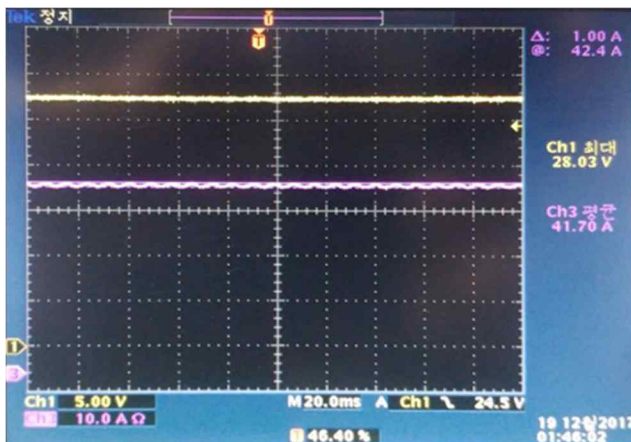 Tek 정지
T
Δ: 1.00 A
@: 42.4 A
Ch1 최대
28.03 V
Ch3 평균
41.70 A
1
3
Ch1 5.00 V M 20.0ms A Ch1 24.5 V
Ch3 10.0 A Ω
46.40 %
19 12월 2017
01:46:02